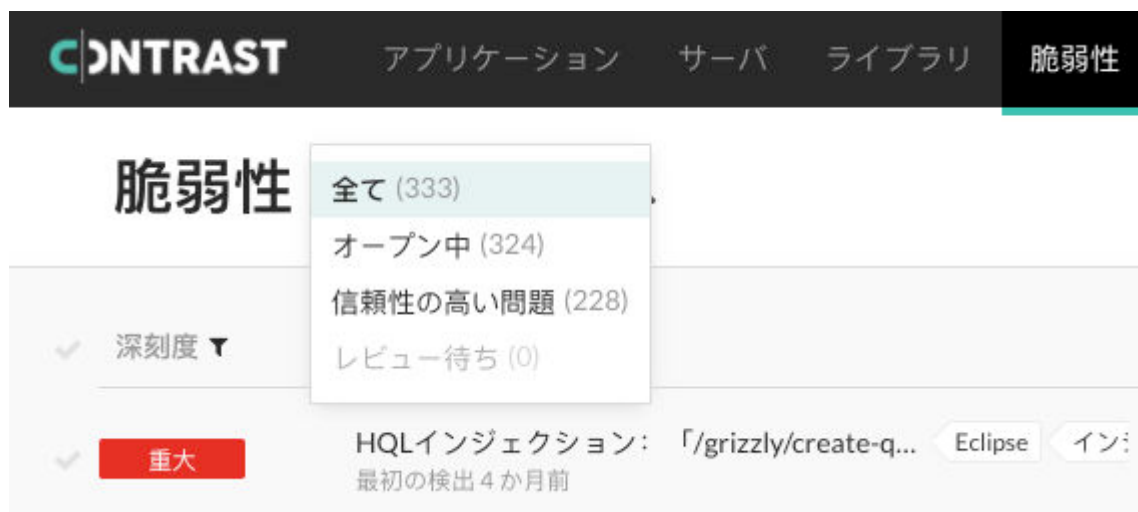 CONTRAST アプリケーション サーバ ライブラリ 脆弱性
脆弱性
全て (333)
オープン中 (324)
信頼性の高い問題 (228)
レビュー待ち (0)
深刻度
重大 HQLインジェクション: 「/grizzly/create-q... Eclipse
最初の検出4か月前